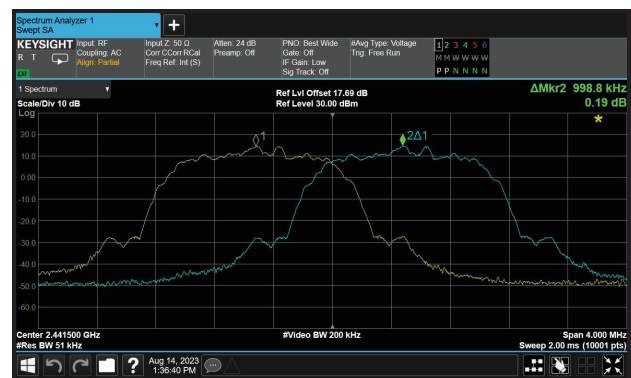 Spectrum Analyzer 1
Swept SA
+
KEYSIGHT Input: RF Input Z: 50 Ω Atten: 24 dB PNO: Best Wide #Avg Type: Voltage 1 2 3 4 5 6
R T Coupling: AC Corr CCorr RCal Preamp: Off Gate: Off Trig: Free Run M M W W W W
Align: Partial Freq Ref: Int (S) IF Gain: Low P P N N N N
LXI Sig Track: Off
1 Spectrum Ref Lvl Offset 17.69 dB ΔMkr2 998.8 kHz
Scale/Div 10 dB Ref Level 30.00 dBm 0.19 dB
Log
*
1 2Δ1
20.0
10.0
0.00
-10.0
-20.0
-30.0
-40.0
-50.0
-60.0
Center 2.441500 GHz #Video BW 200 kHz Span 4.000 MHz
#Res BW 51 kHz Sweep 2.00 ms (10001 pts)
? Aug 14, 2023
1:36:40 PM